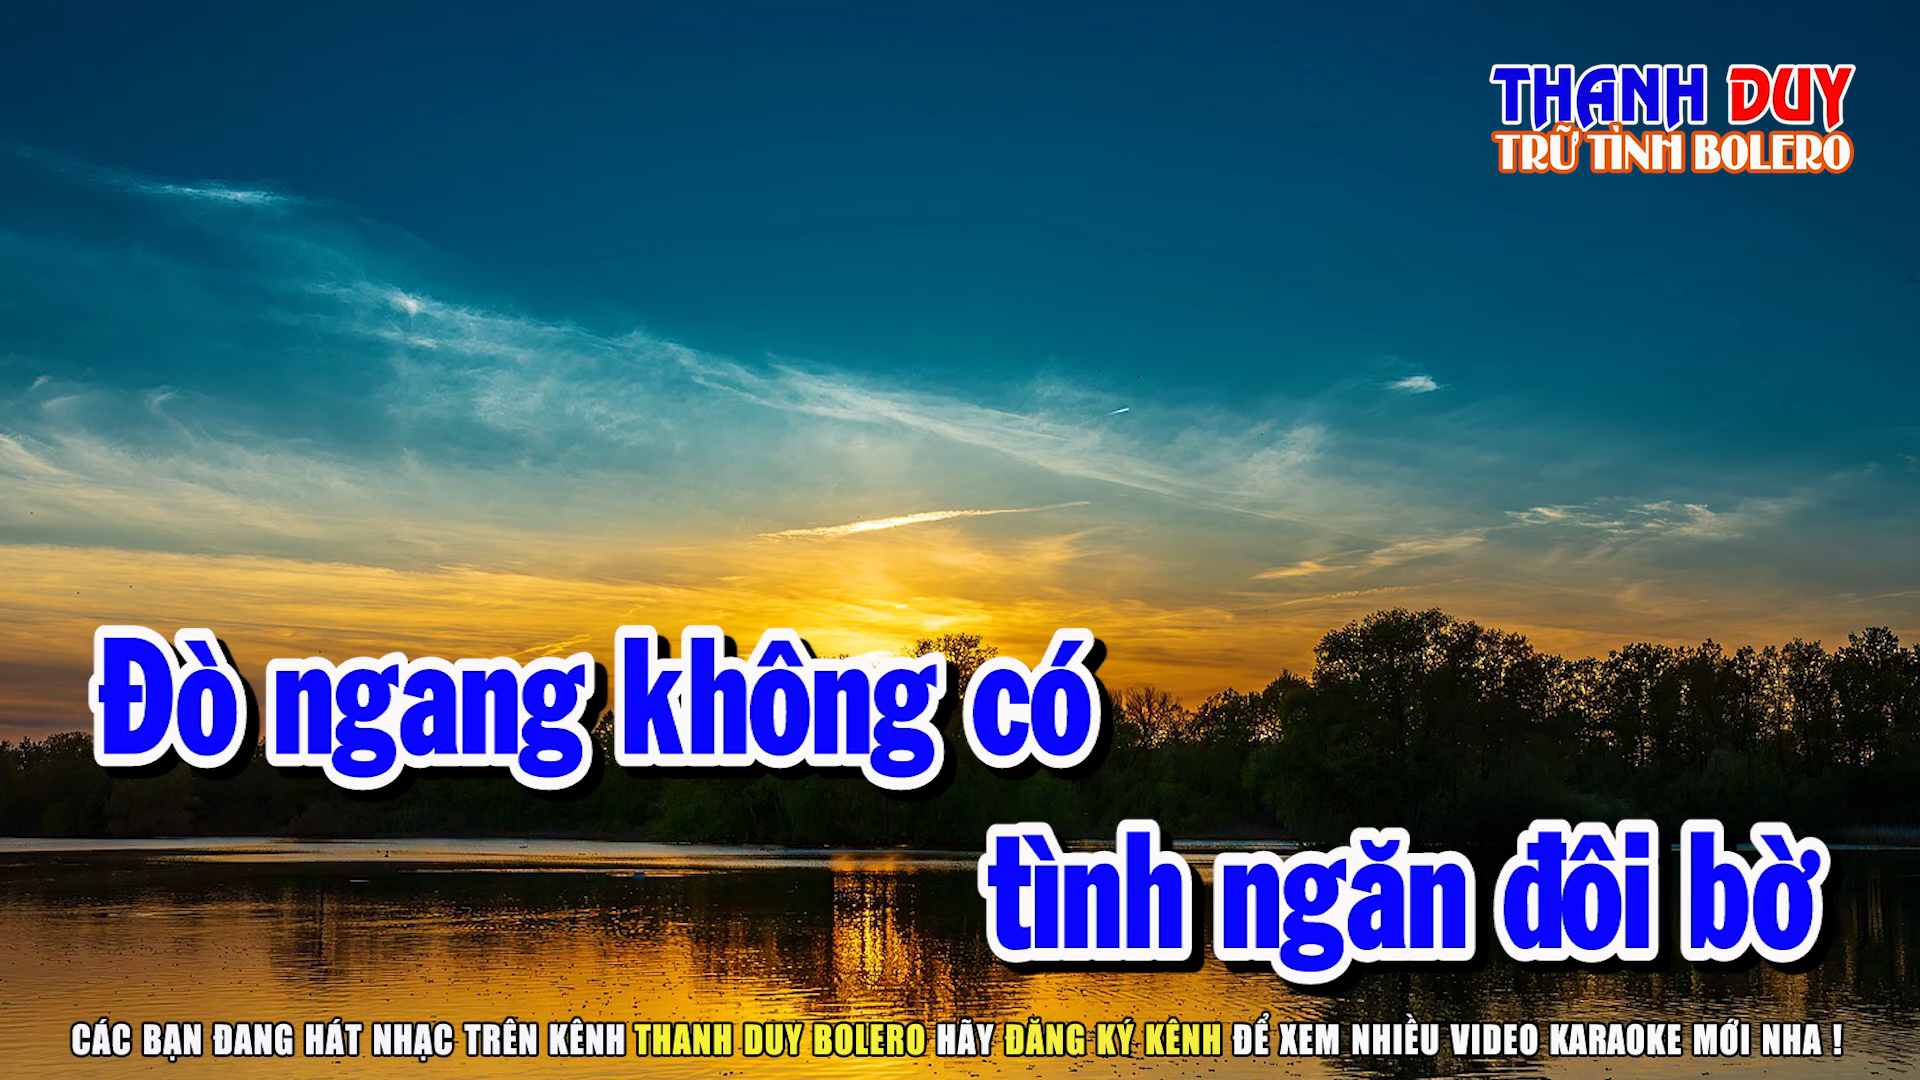 THANH DUY
TRỮ TÌNH BOLERO
Đò ngang không có
tình ngăn đôi bờ
CÁC BẠN ĐANG HÁT NHẠC TRÊN KÊNH THANH DUY BOLERO HÃY ĐĂNG KÝ KÊNH ĐỂ XEM NHIỀU VIDEO KARAOKE MỚI NHA !